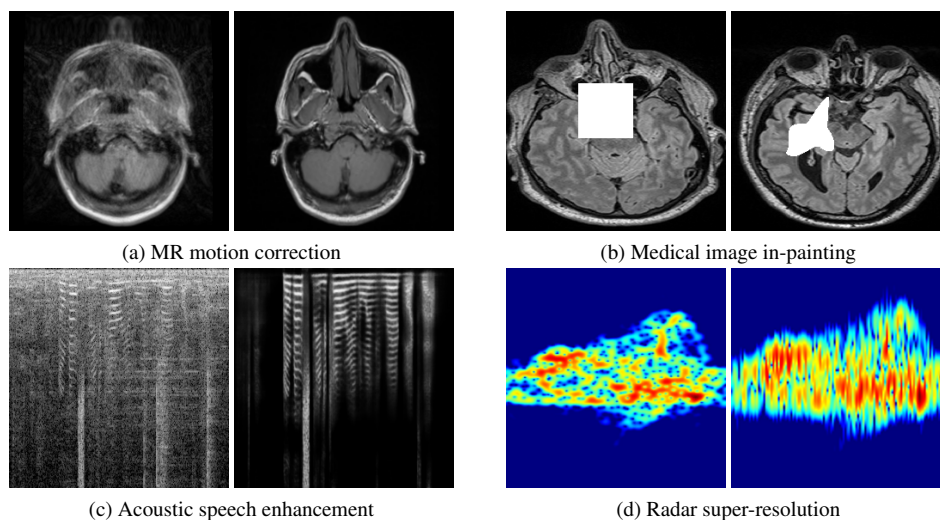 (a) MR motion correction
(b) Medical image in-painting
(c) Acoustic speech enhancement
(d) Radar super-resolution